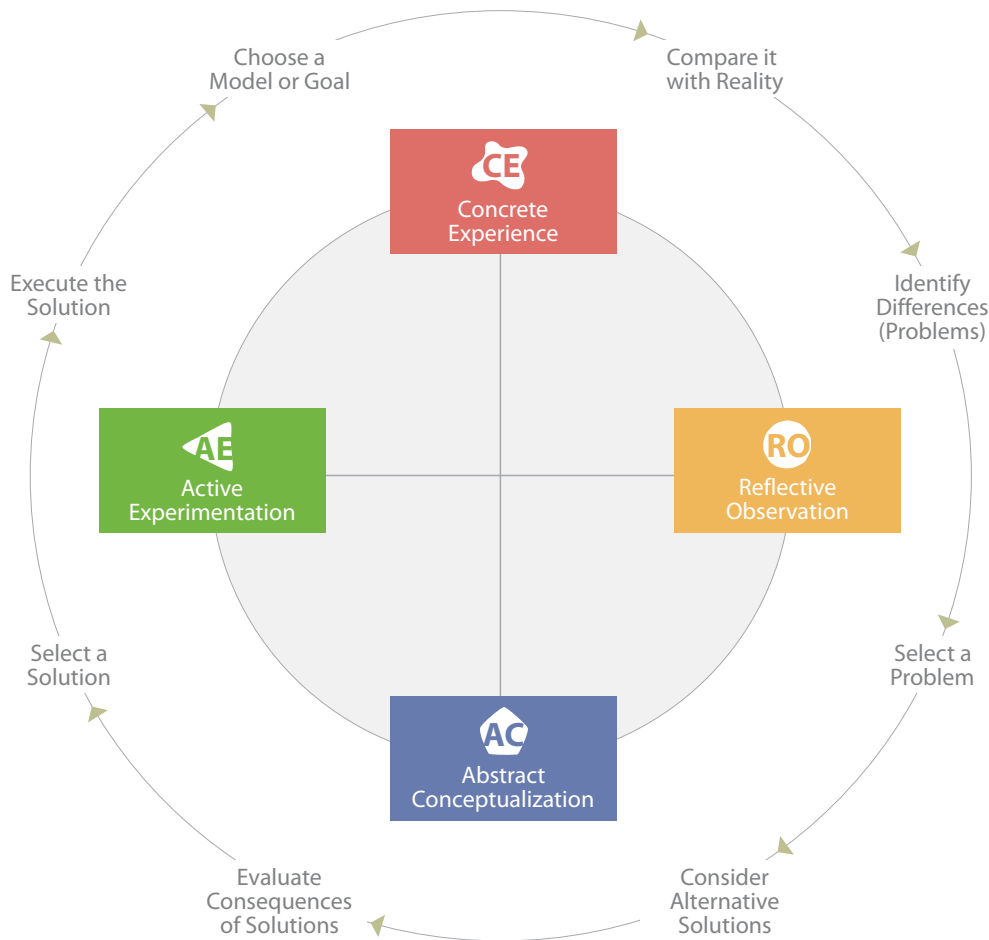 Choose a
Model or Goal
Compare it
with Reality
CE
Concrete
Experience
Execute the
Solution
Identify
Differences
(Problems)
AE
Active
Experimentation
RO
Reflective
Observation
Select a
Solution
Select a
Problem
AC
Abstract
Conceptualization
Evaluate
Consequences
of Solutions
Consider
Alternative
Solutions